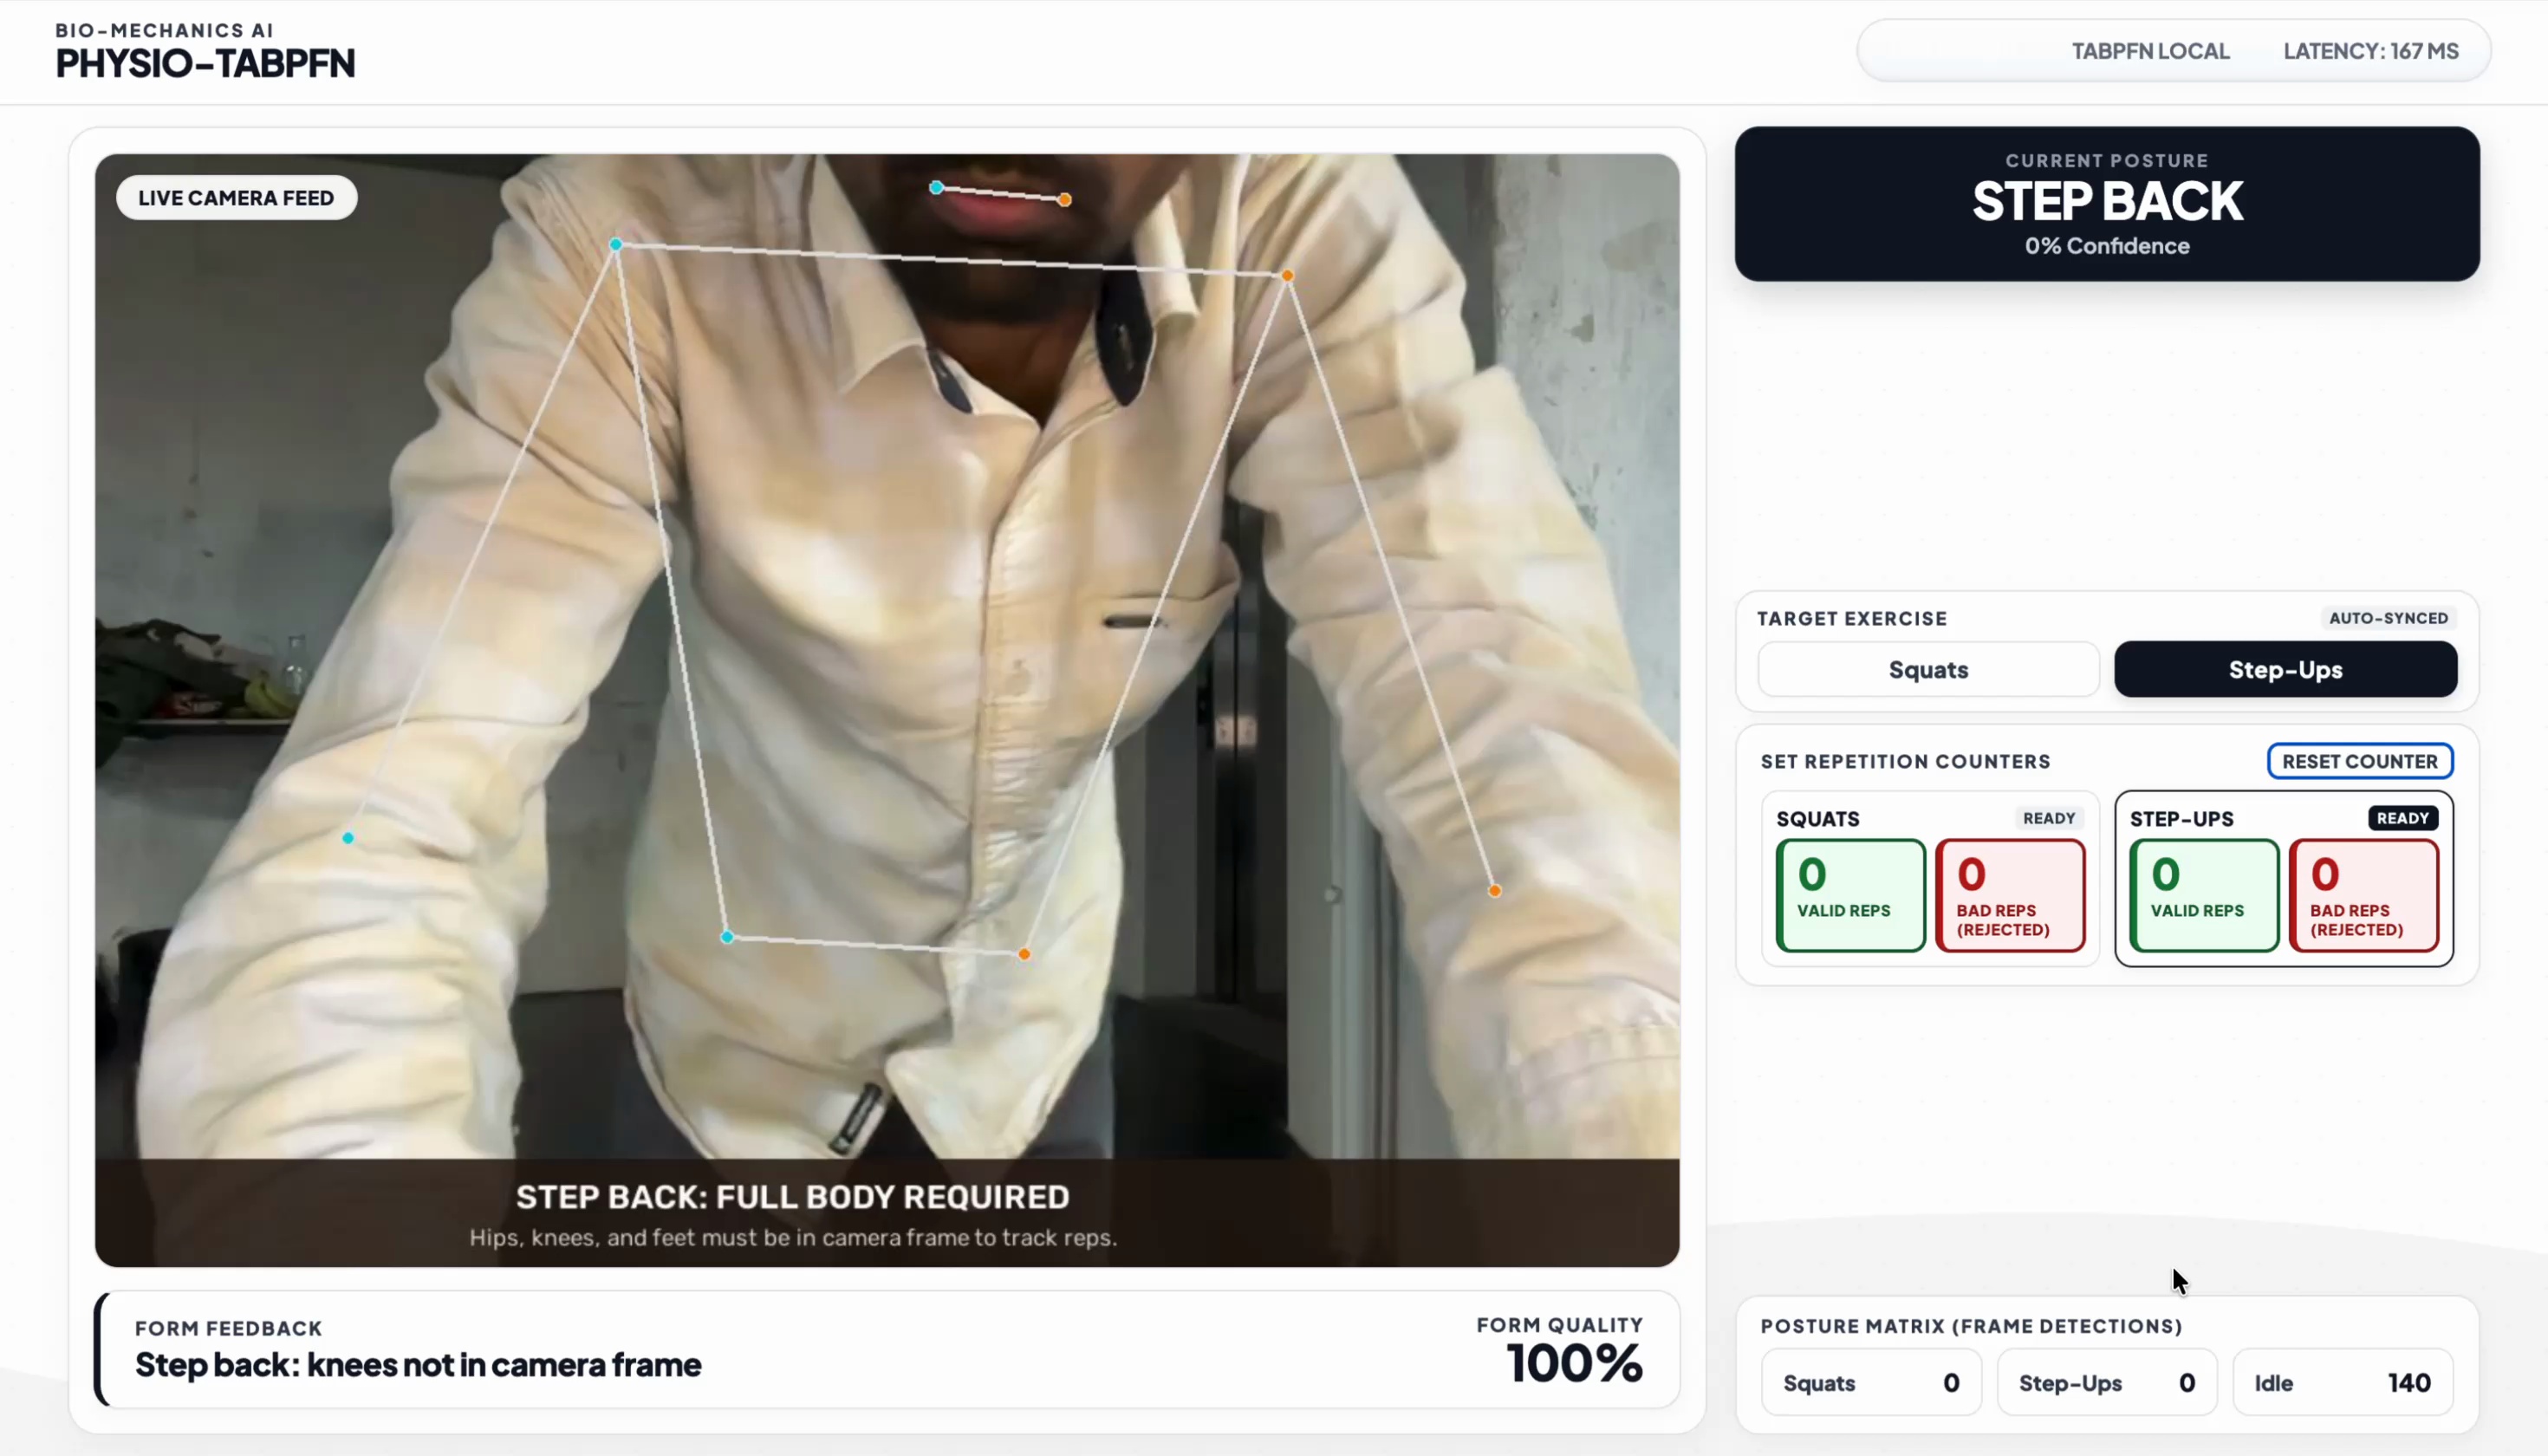 BIO-MECHANICS AI
PHYSIO-TABPFN
TABPFN LOCAL
LATENCY: 167 MS
LIVE CAMERA FEED
STEP BACK: FULL BODY REQUIRED
Hips, knees, and feet must be in camera frame to track reps.
FORM FEEDBACK
Step back: knees not in camera frame
FORM QUALITY
100%
CURRENT POSTURE
STEP BACK
0% Confidence
TARGET EXERCISE
AUTO-SYNCED
Squats
Step-Ups
SET REPETITION COUNTERS
RESET COUNTER
SQUATS
READY
0
VALID REPS
0
BAD REPS
(REJECTED)
STEP-UPS
READY
0
VALID REPS
0
BAD REPS
(REJECTED)
POSTURE MATRIX (FRAME DETECTIONS)
Squats 0
Step-Ups 0
Idle 140